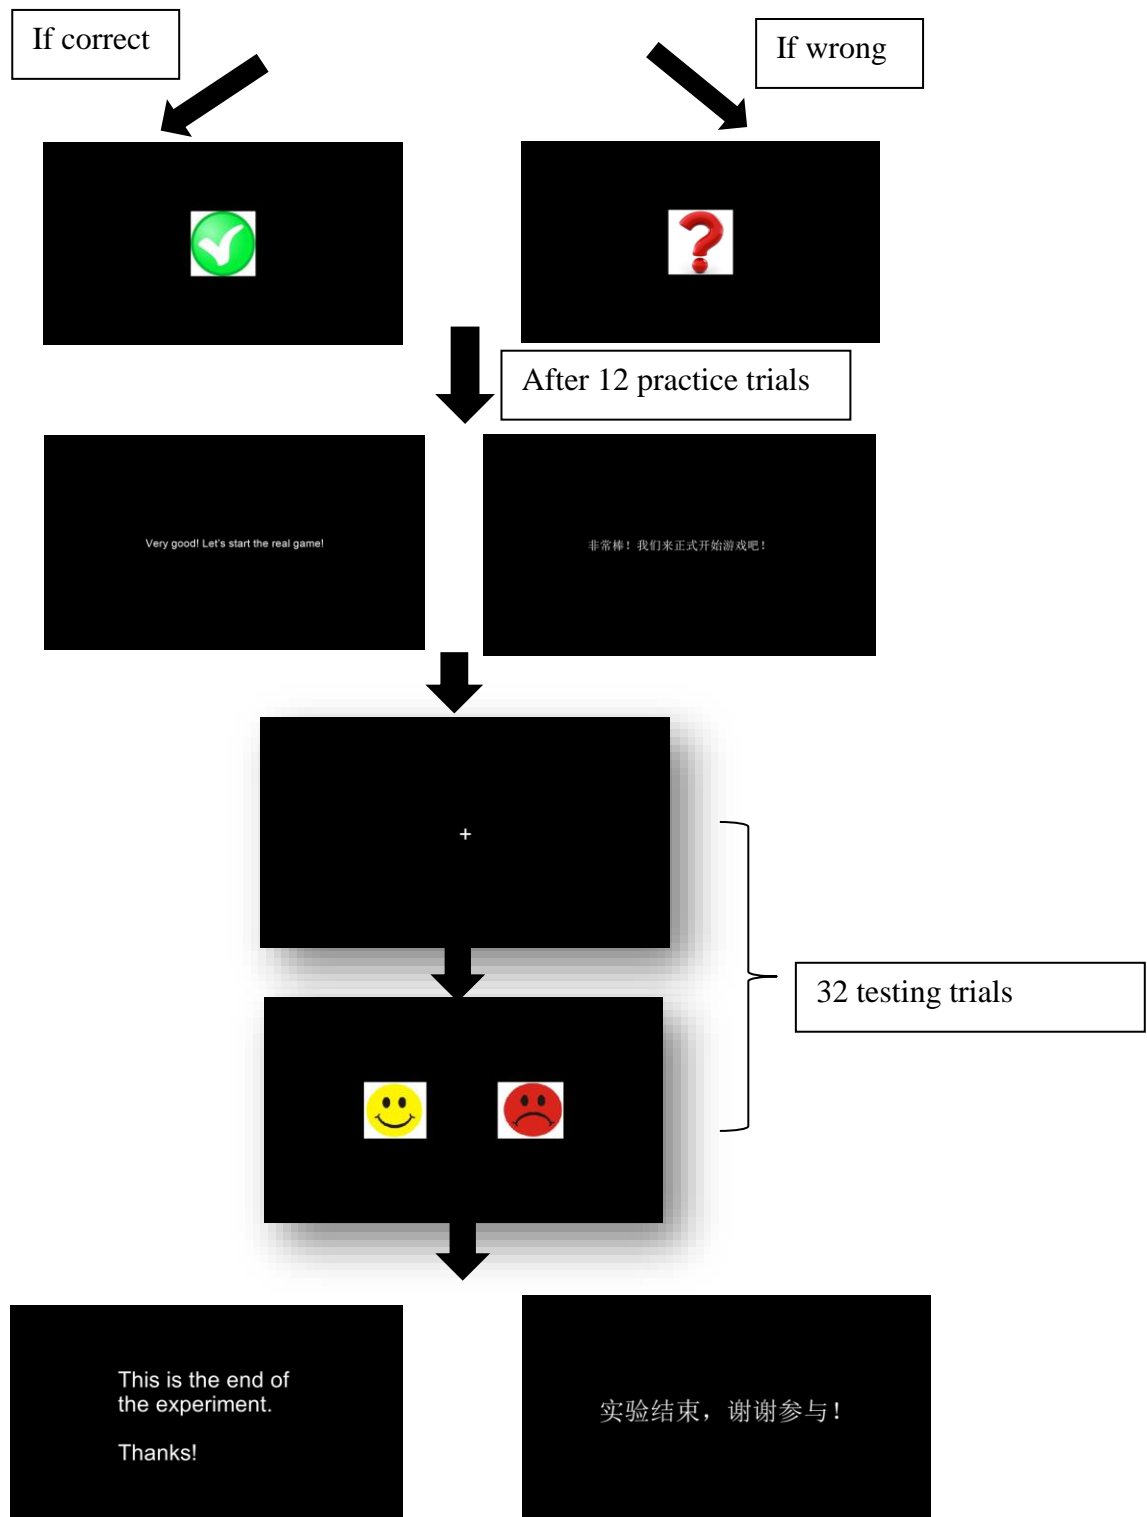 If correct
If wrong
After 12 practice trials
Very good! Let's start the real game!
非常棒！我们来正式开始游戏吧！
+
32 testing trials
This is the end of
the experiment.
Thanks!
实验结束，谢谢参与！